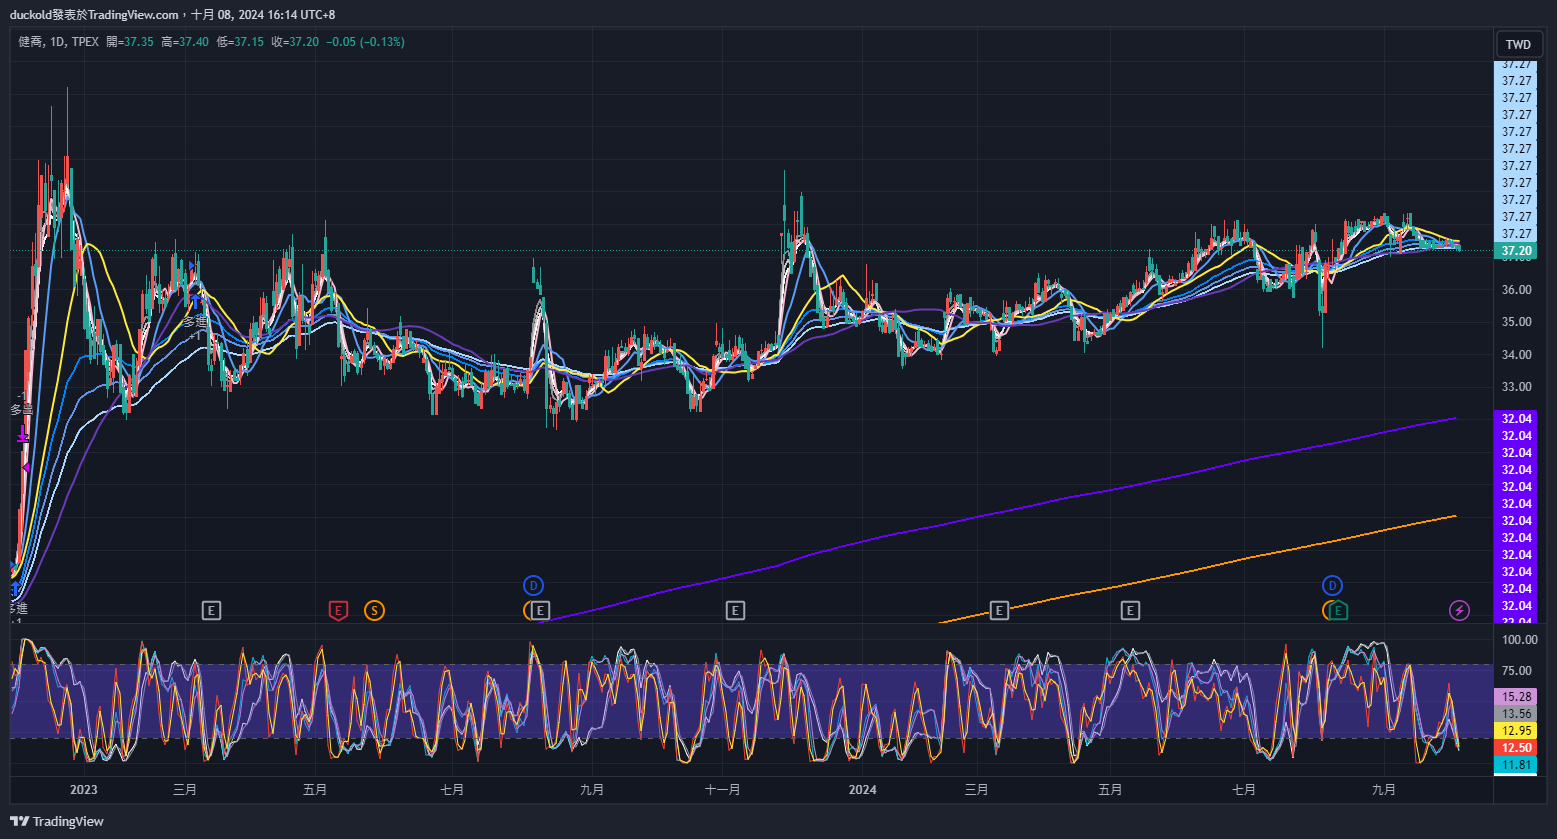 duckold發表於TradingView.com，十月 08, 2024 16:14 UTC+8
健喬, 1D, TPEX 開=37.35 高=37.40 低=37.15 收=37.20 −0.05 (−0.13%)
TWD
37.27
37.27
37.27
37.27
37.27
37.27
37.27
37.27
37.27
37.27
37.27
37.20
36.00
35.00
34.00
33.00
32.04
32.04
32.04
32.04
32.04
32.04
32.04
32.04
32.04
32.04
32.04
32.04
32.04
多進
+1
-1
多進
+1
D
D
E
E
S
E
E
E
E
E
100.00
75.00
15.28
13.56
12.95
12.50
11.81
2023
三月
五月
七月
九月
十一月
2024
三月
五月
七月
九月
TradingView